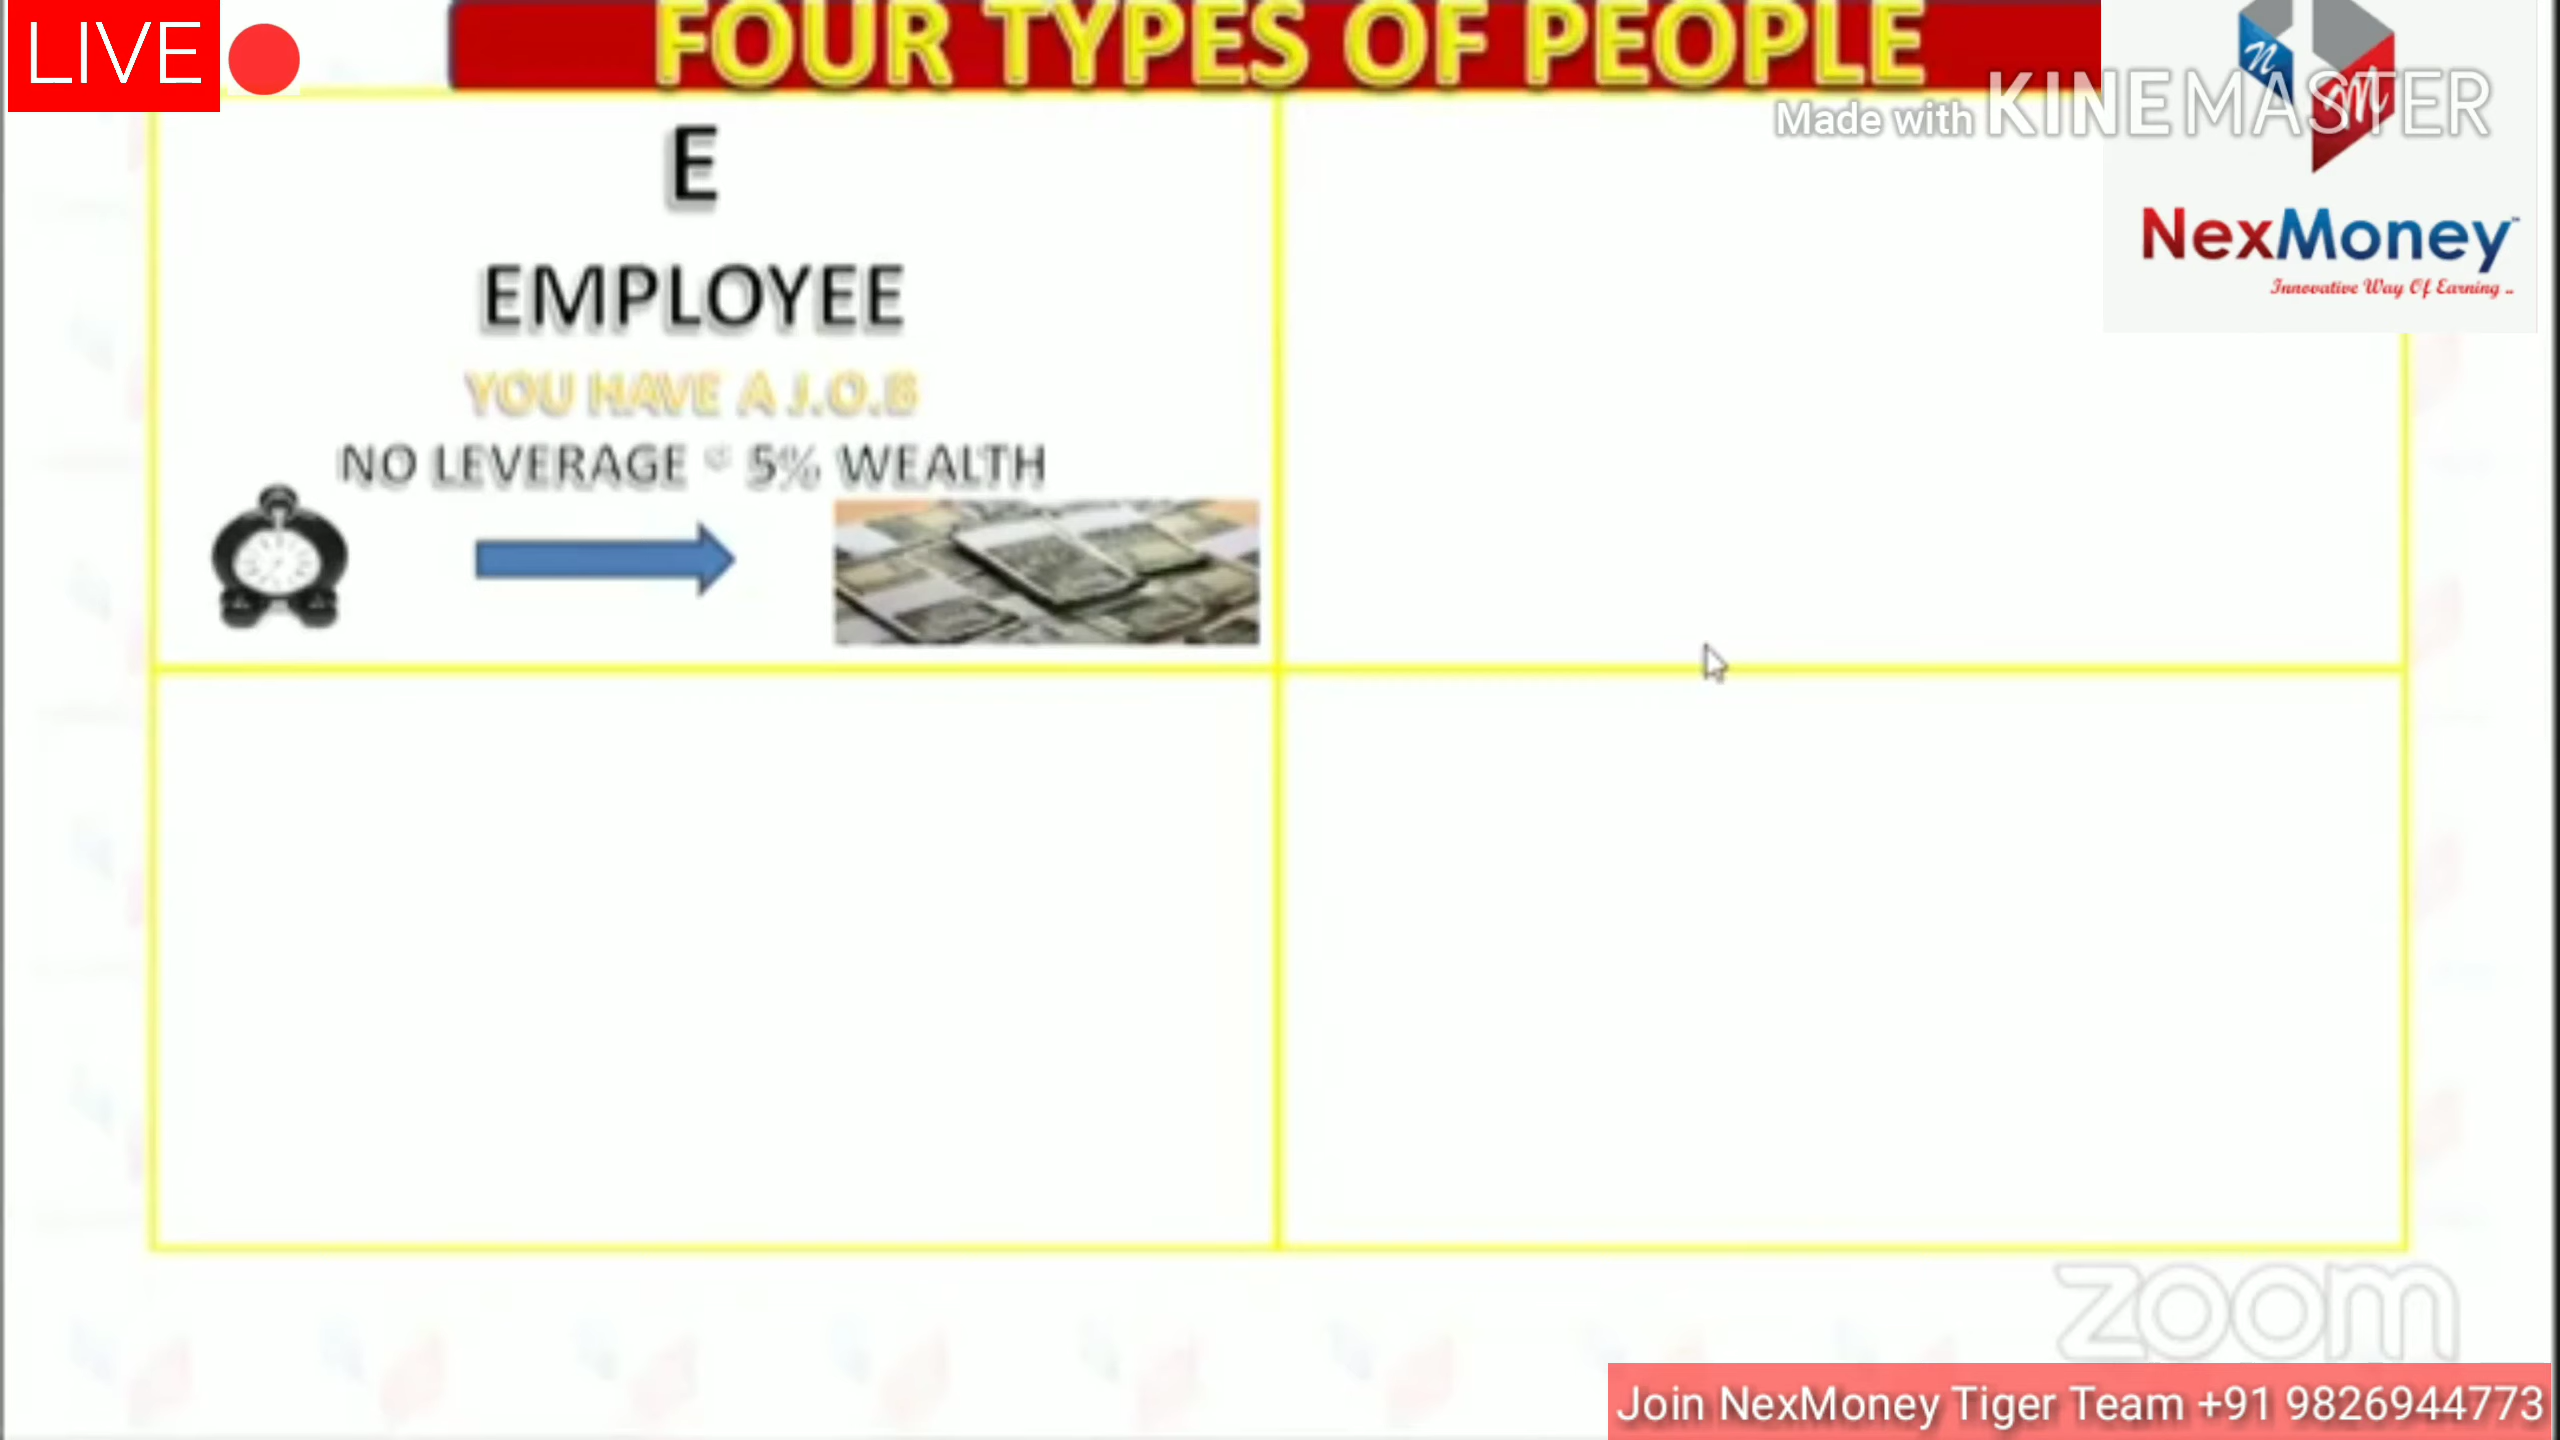 LIVE
FOUR TYPES OF PEOPLE
Made with KINEMASTER
n
m
NexMoney
Innovative Way Of Earning ..
E
EMPLOYEE
YOU HAVE A J.O.B
NO LEVERAGE = 5% WEALTH
zoom
Join NexMoney Tiger Team +91 9826944773